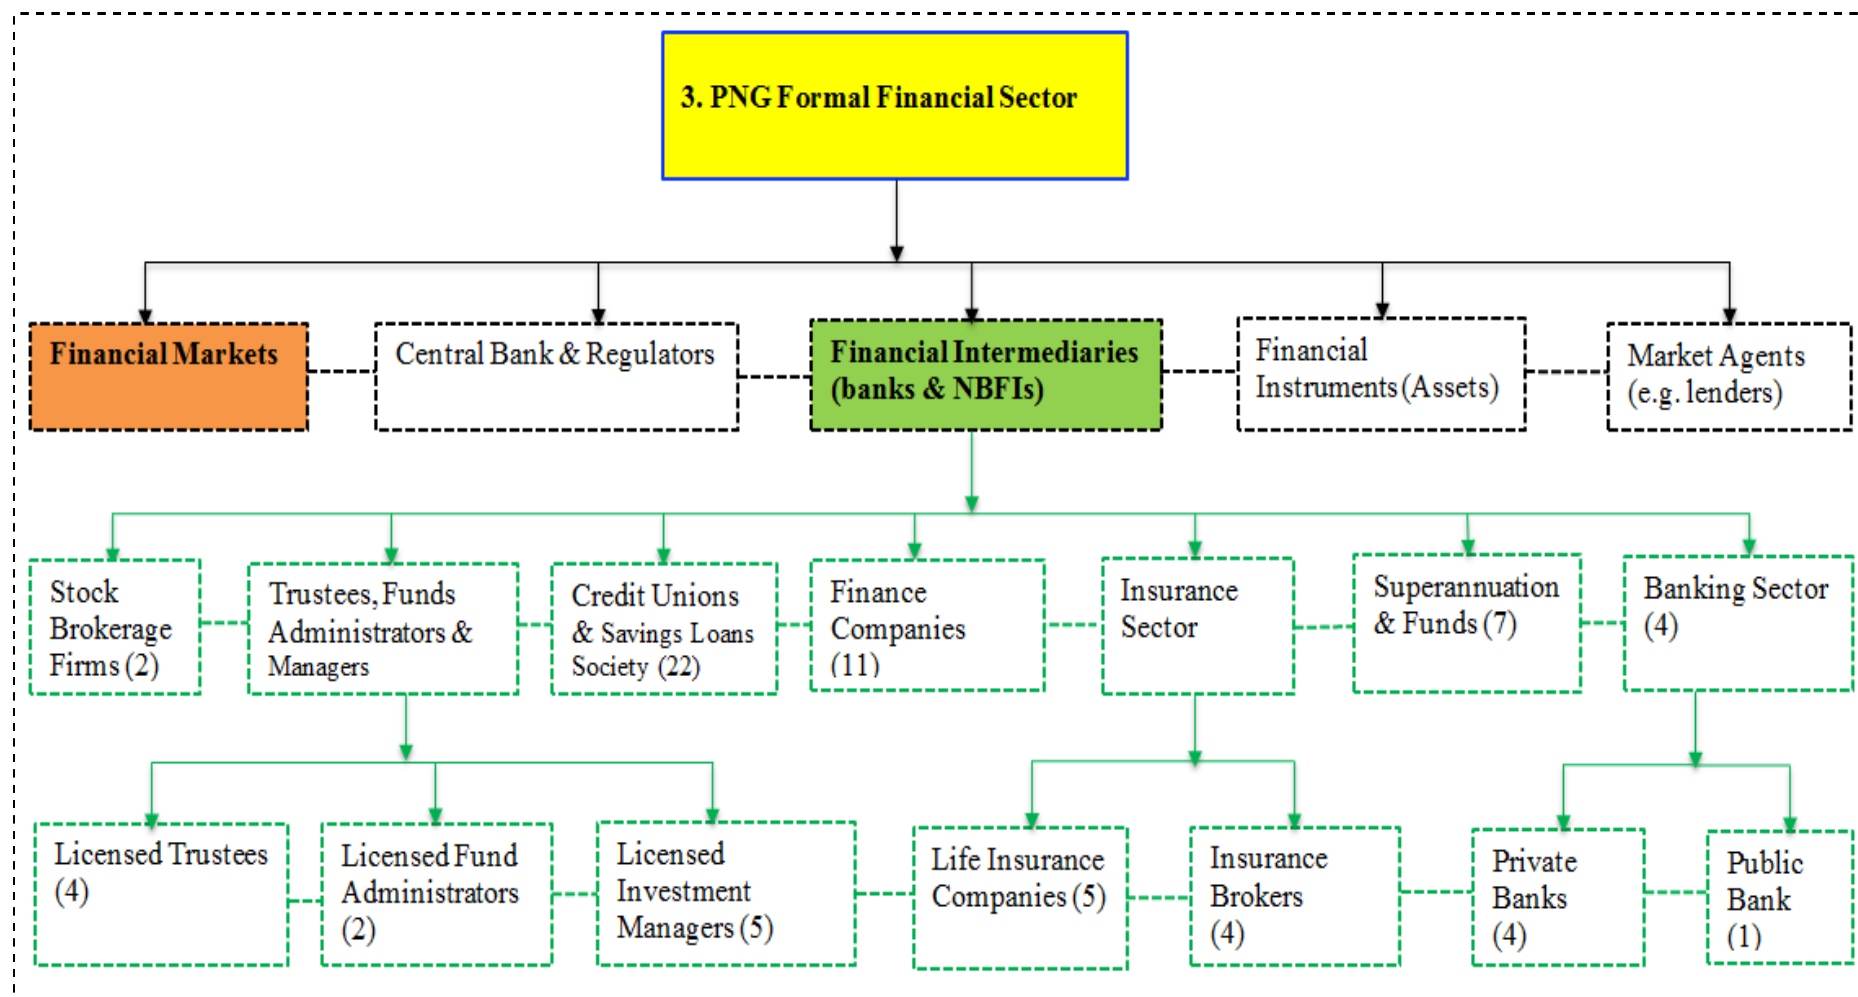 3. PNG Formal Financial Sector
Financial Markets
Central Bank & Regulators
Financial Intermediaries
(banks & NBFIs)
Financial
Instruments (Assets)
Market Agents
(e.g. lenders)
Stock
Brokerage
Firms (2)
Trustees, Funds
Administrators &
Managers
Credit Unions
& Savings Loans
Society (22)
Finance
Companies
(11)
Insurance
Sector
Superannuation
& Funds (7)
Banking Sector
(4)
Licensed Trustees
(4)
Licensed Fund
Administrators
(2)
Licensed
Investment
Managers (5)
Life Insurance
Companies (5)
Insurance
Brokers
(4)
Private
Banks
(4)
Public
Bank
(1)